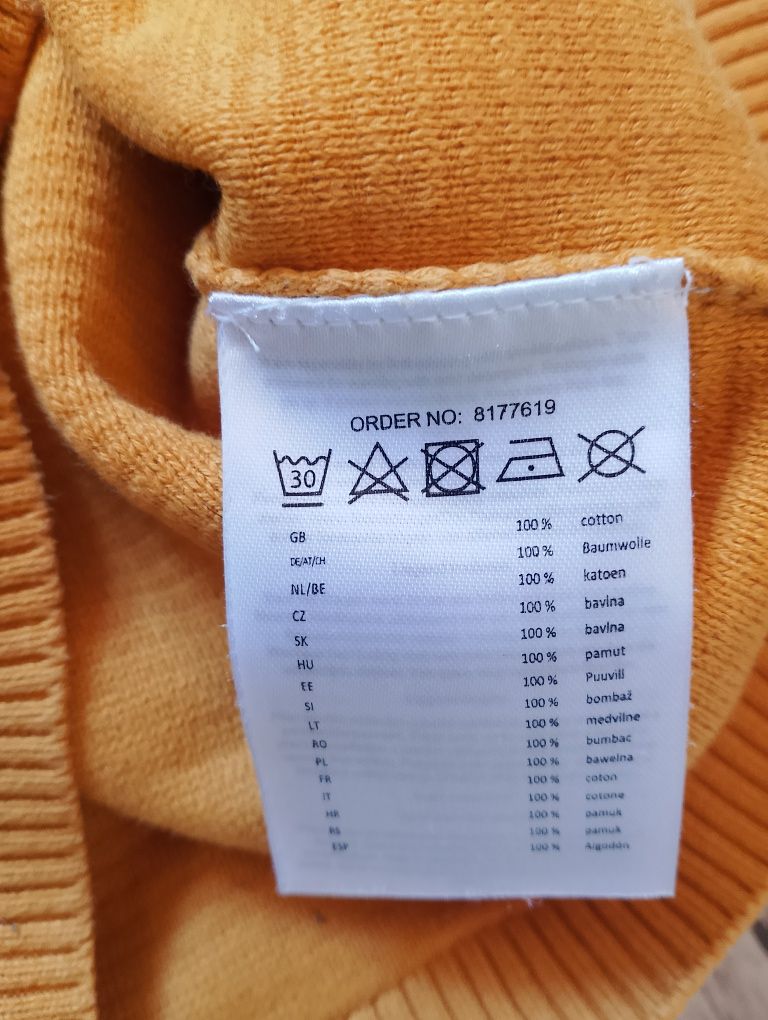 ORDER NO: 8177619
30
GB 100 % cotton
DE/AT/CH 100 % Baumwolle
NL/BE 100 % katoen
CZ 100 % bavlna
SK 100 % bavlna
HU 100 % pamut
EE 100 % Puuvill
SI 100 % bombaž
LT 100 % medvilne
RO 100 % bumbac
PL 100 % bawełna
FR 100 % coton
IT 100 % cotone
HR 100 % pamuk
RS 100 % pamuk
ESP 100 % Algodón